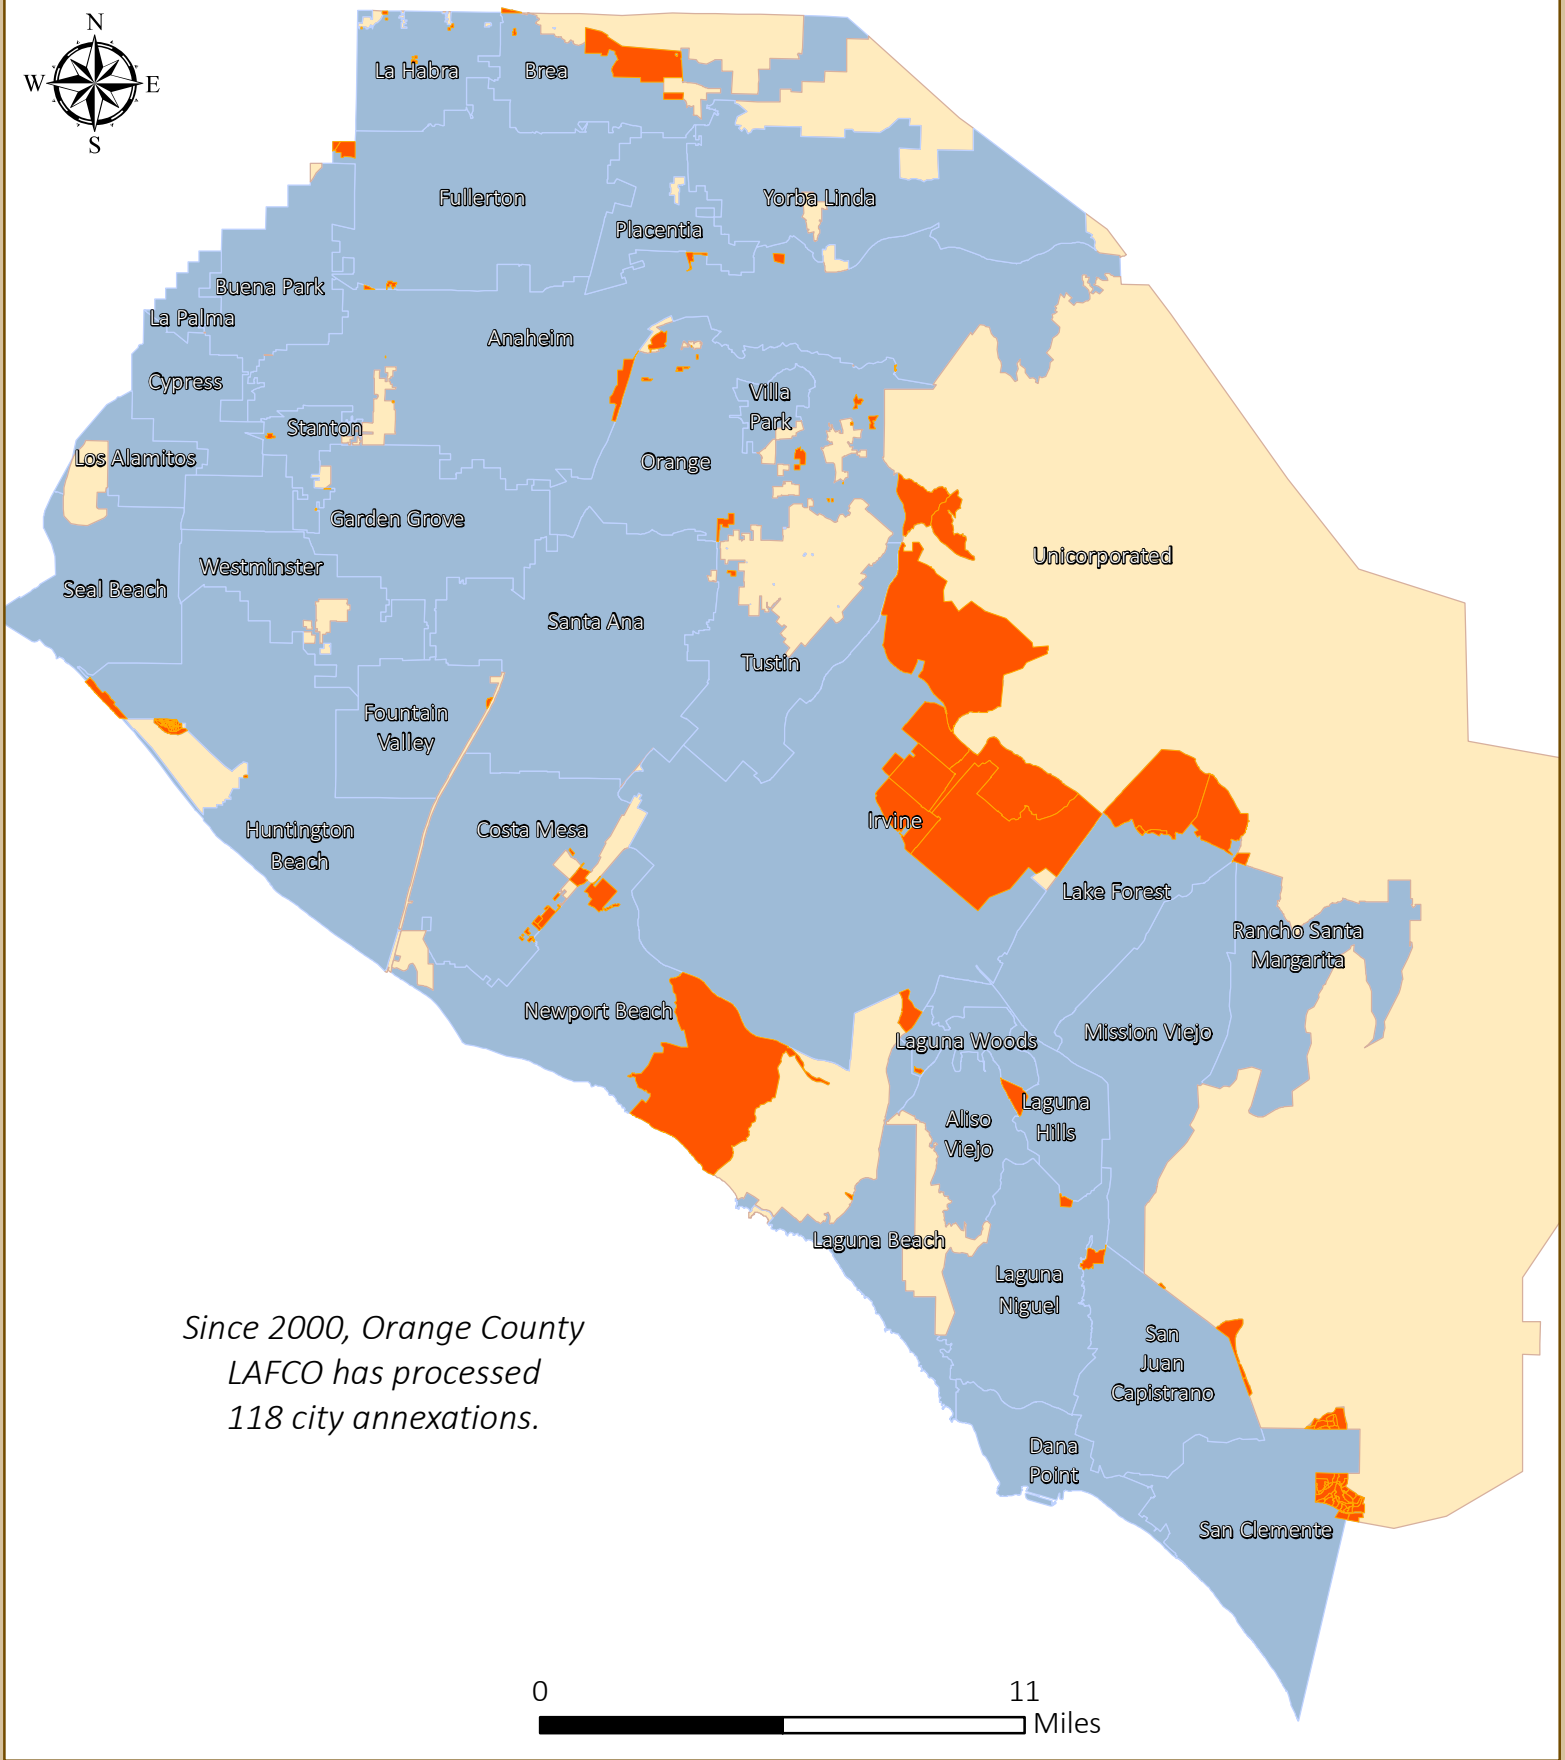 N
W E
S
La Habra
Brea
Fullerton
Yorba Linda
Placentia
Buena Park
La Palma
Anaheim
Cypress
Villa
Park
Stanton
Los Alamitos
Orange
Garden Grove
Unicorporated
Westminster
Seal Beach
Santa Ana
Tustin
Fountain
Valley
Irvine
Costa Mesa
Huntington
Beach
Lake Forest
Rancho Santa
Margarita
Newport Beach
Laguna Woods
Mission Viejo
Laguna
Hills
Aliso
Viejo
Laguna Beach
Laguna
Niguel
San
Juan
Capistrano
Since 2000, Orange County
LAFCO has processed
118 city annexations.
Dana
Point
San Clemente
0 11
Miles